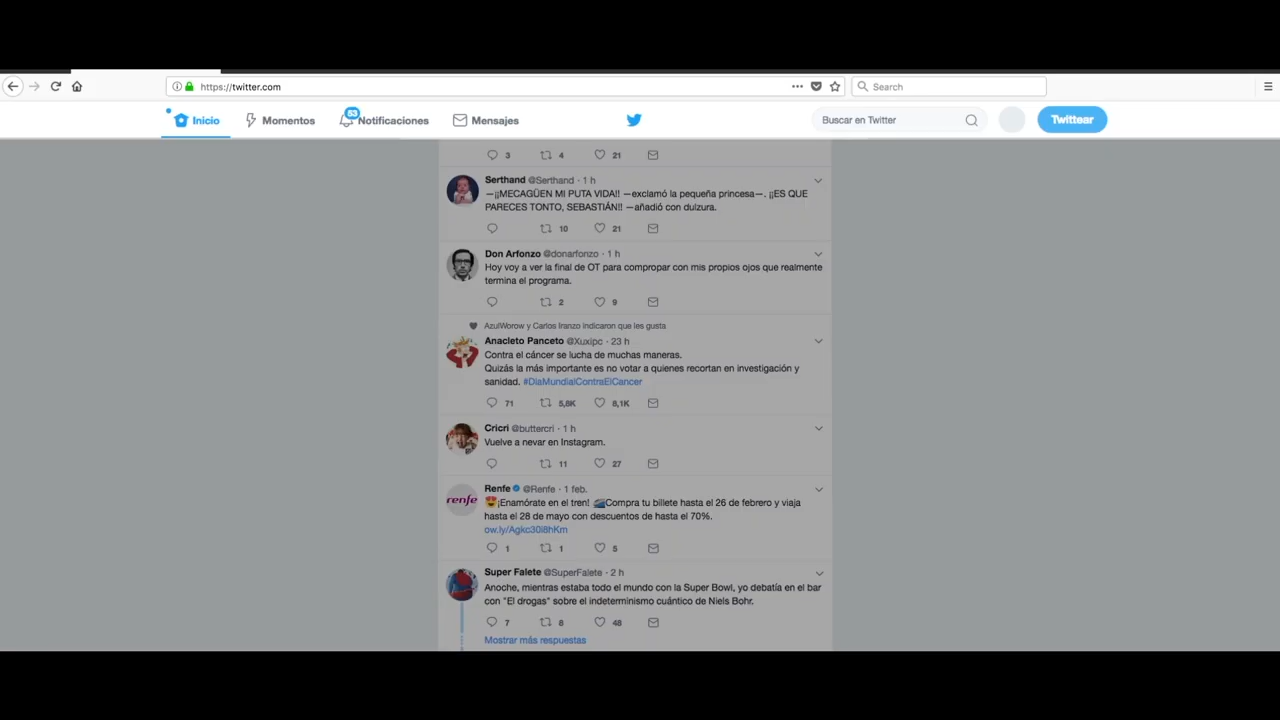 https://twitter.com
Search
Inicio
Momentos
63
Notificaciones
Mensajes
Buscar en Twitter
Twittear
3 4 21
Serthand @Serthand · 1 h
—¡¡MECAGÜEN MI PUTA VIDA!! —exclamó la pequeña princesa—. ¡¡ES QUE
PARECES TONTO, SEBASTIÁN!! —añadió con dulzura.
10 21
Don Arfonzo @donarfonzo · 1 h
Hoy voy a ver la final de OT para compropar con mis propios ojos que realmente
termina el programa.
2 9
AzulWorow y Carlos Iranzo indicaron que les gusta
Anacleto Panceto @Xuxipc · 23 h
Contra el cáncer se lucha de muchas maneras.
Quizás la más importante es no votar a quienes recortan en investigación y
sanidad. #DiaMundialContraElCancer
71 5,8K 8,1K
Cricri @buttercri · 1 h
Vuelve a nevar en Instagram.
11 27
renfe
Renfe @Renfe · 1 feb.
¡Enamórate en el tren! Compra tu billete hasta el 26 de febrero y viaja
hasta el 28 de mayo con descuentos de hasta el 70%.
ow.ly/Agkc30i8hKm
1 1 5
Super Falete @SuperFalete · 2 h
Anoche, mientras estaba todo el mundo con la Super Bowl, yo debatía en el bar
con "El drogas" sobre el indeterminismo cuántico de Niels Bohr.
7 8 48
Mostrar más respuestas